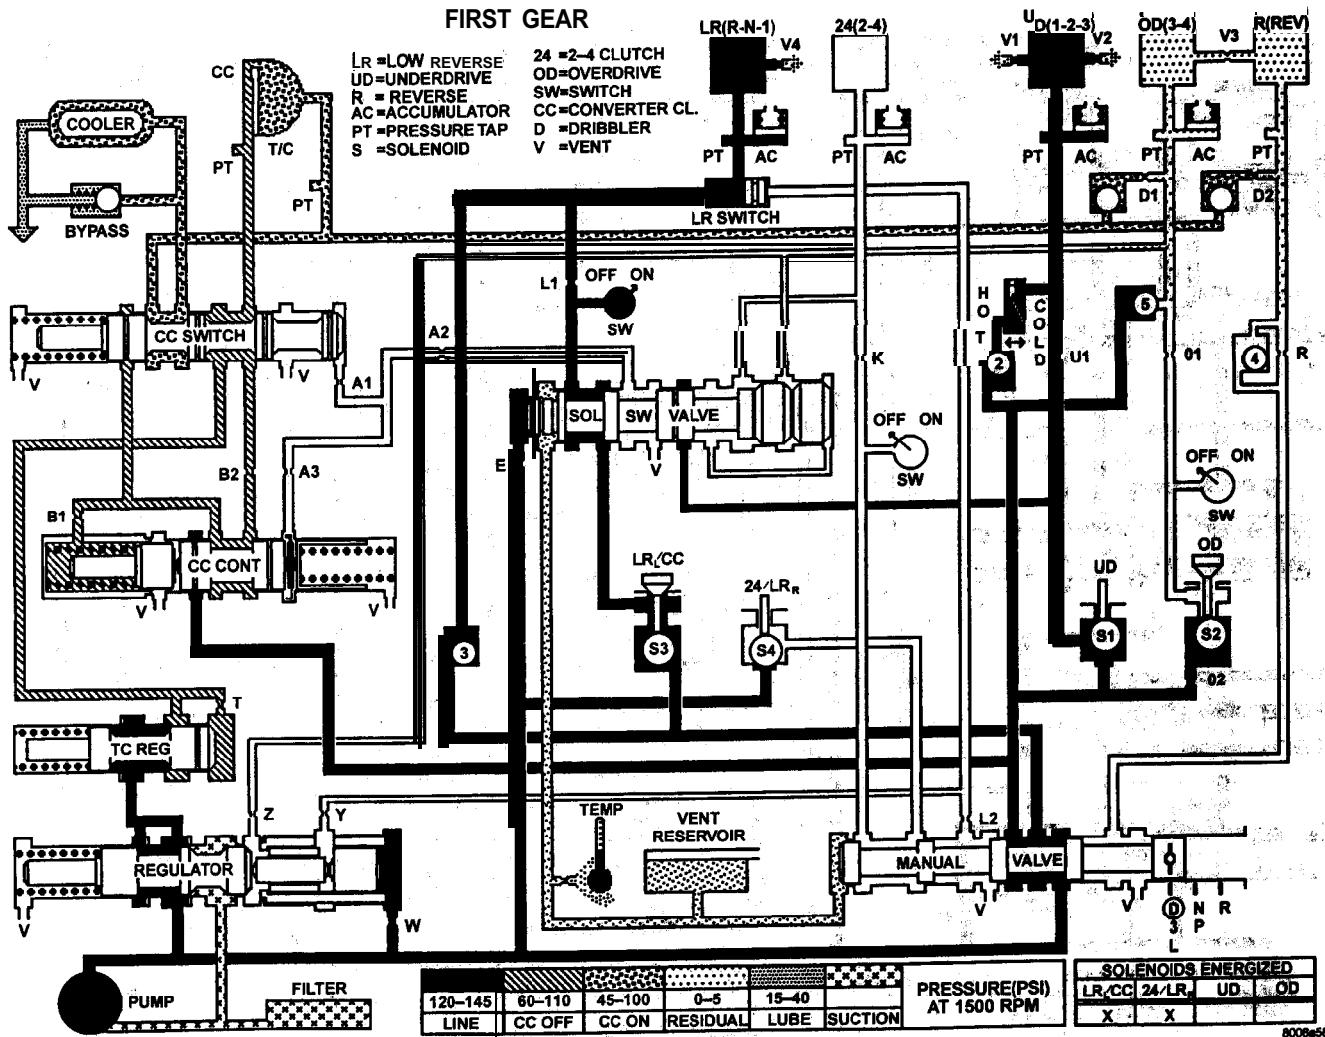 FIRST GEAR
LR =LOW REVERSE
UD=UNDERDRIVE
R = REVERSE
AC=ACCUMULATOR
PT =PRESSURE TAP
S =SOLENOID
24 =2–4 CLUTCH
OD=OVERDRIVE
SW=SWITCH
CC=CONVERTER CL.
D =DRIBBLER
V =VENT
LR(R-N-1)
24(2-4)
UD(1-2-3)
OD(3-4)
R(REV)
V4
V1
V2
V3
CC
COOLER
T/C
PT
PT
BYPASS
PT
AC
PT
AC
PT
AC
PT
AC
PT
D1
D2
LR SWITCH
L1
OFF ON
SW
HOT
COLD
5
CC SWITCH
A2
K
2
U1
01
4
R
V
V
A1
SOL
SW
VALVE
OFF ON
SW
E
V
B2
A3
OFF ON
SW
B1
CC CONT
V
V
LR/CC
24/LRR
UD
OD
3
S3
S4
S1
S2
02
T
TC REG
Z
Y
TEMP
VENT
RESERVOIR
L2
REGULATOR
MANUAL
VALVE
V
W
V
V
D
3
L
N
P
R
PUMP
FILTER
120–145
60–110
45–100
0–5
15–40
LINE
CC OFF
CC ON
RESIDUAL
LUBE
SUCTION
PRESSURE(PSI)
AT 1500 RPM
SOLENOIDS ENERGIZED
LR/CC
24/LR
UD
OD
X
X